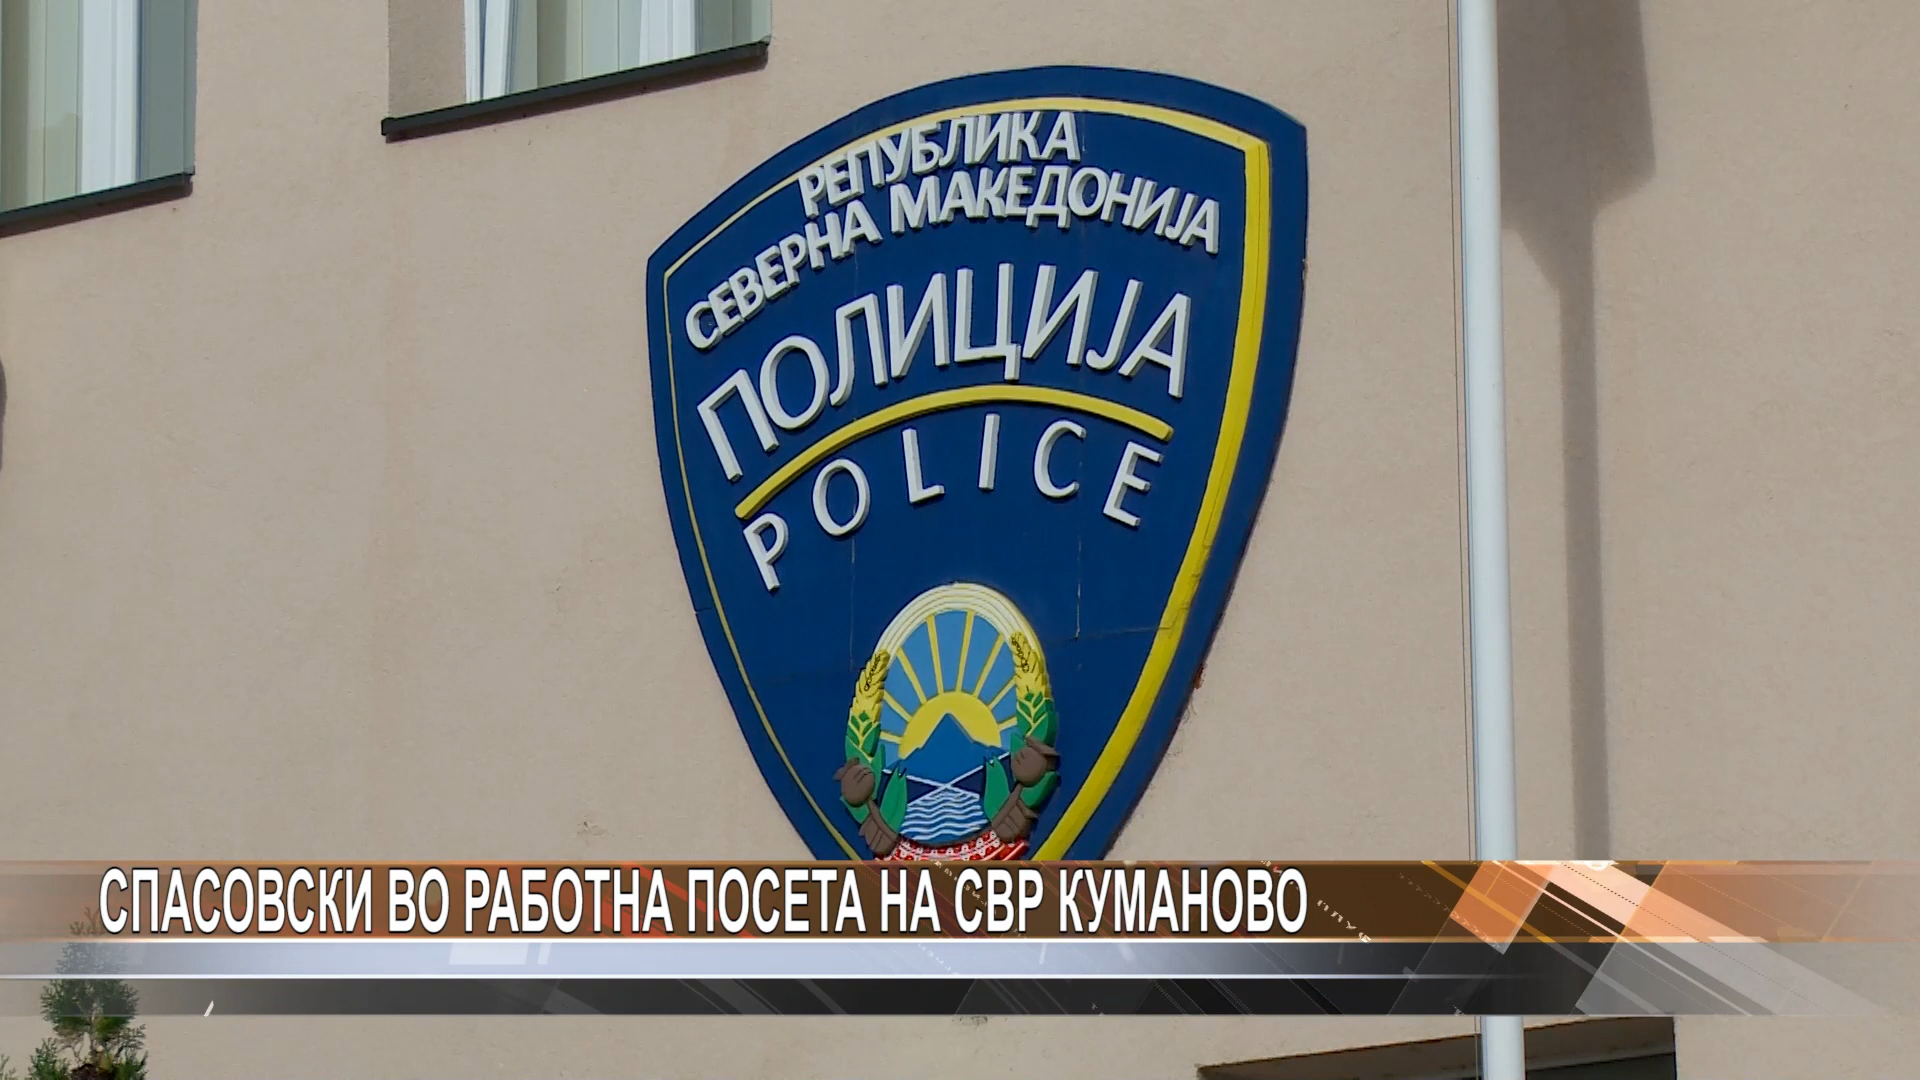 РЕПУБЛИКА
СЕВЕРНА МАКЕДОНИЈА
ПОЛИЦИЈА
POLICE
СПАСОВСКИ ВО РАБОТНА ПОСЕТА НА СВР КУМАНОВО